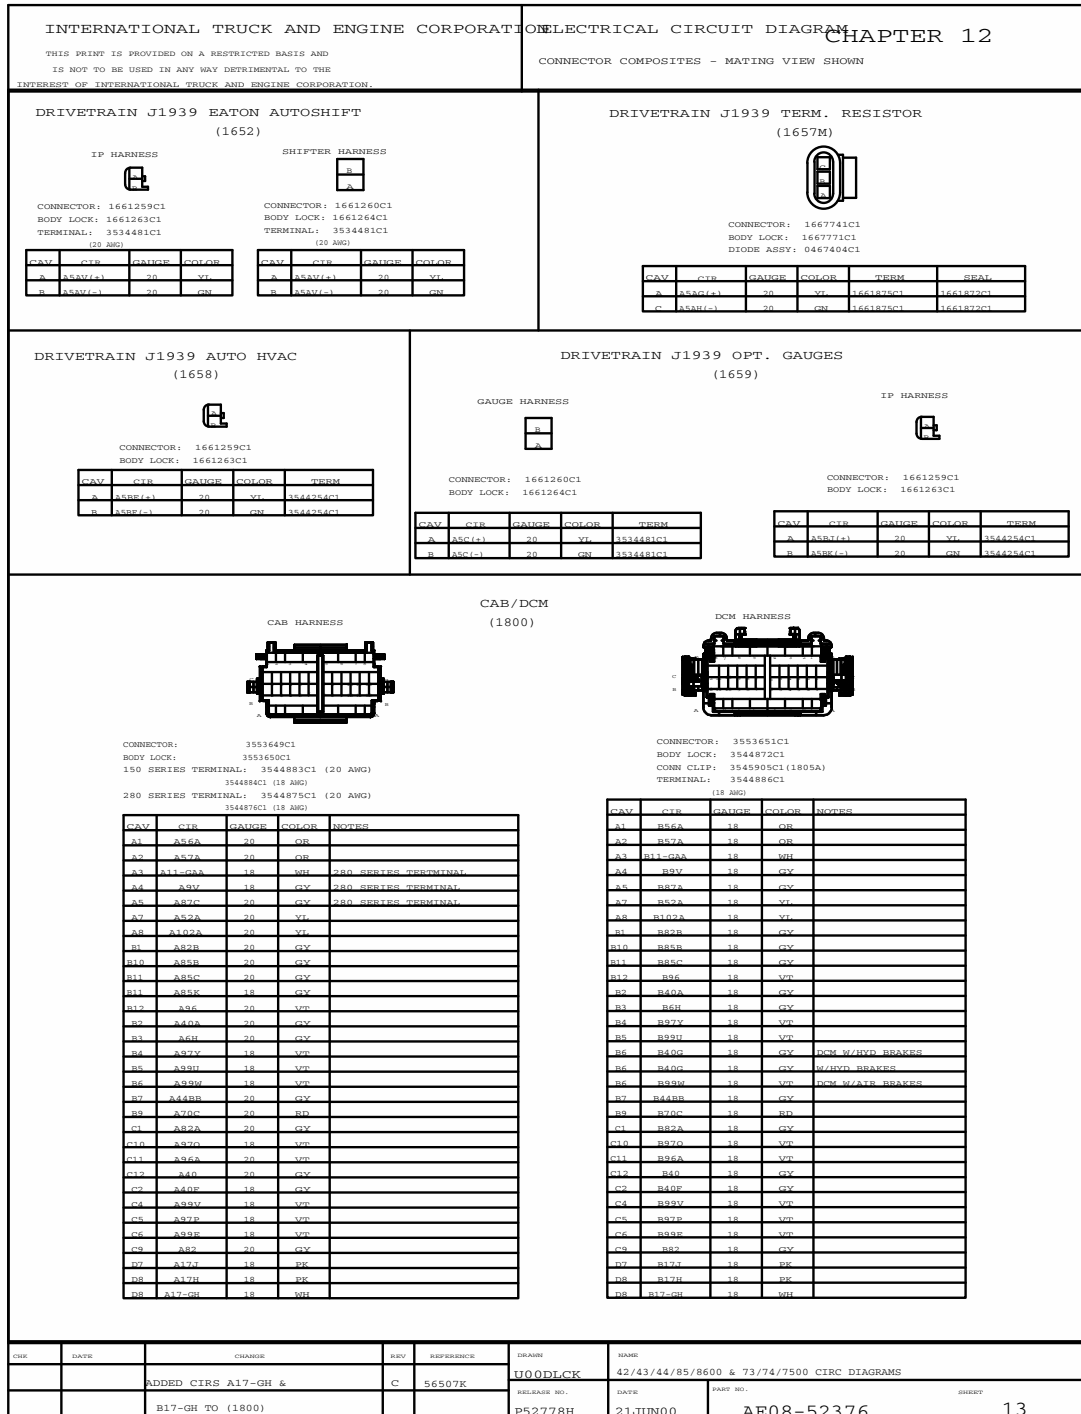 INTERNATIONAL TRUCK AND ENGINE CORPORATION
THIS PRINT IS PROVIDED ON A RESTRICTED BASIS AND
IS NOT TO BE USED IN ANY WAY DETRIMENTAL TO THE
INTEREST OF INTERNATIONAL TRUCK AND ENGINE CORPORATION.
ELECTRICAL CIRCUIT DIAGRAM
CHAPTER 12
CONNECTOR COMPOSITES - MATING VIEW SHOWN
DRIVETRAIN J1939 EATON AUTOSHIFT
(1652)
IP HARNESS
A
B
CONNECTOR: 1661259C1
BODY LOCK: 1661263C1
TERMINAL: 3534481C1
(20 AWG)
CAV CIR GAUGE COLOR
A A5AV(+) 20 YL
B A5AV(-) 20 GN
SHIFTER HARNESS
B
A
CONNECTOR: 1661260C1
BODY LOCK: 1661264C1
TERMINAL: 3534481C1
(20 AWG)
CAV CIR GAUGE COLOR
A A5AV(+) 20 YL
B A5AV(-) 20 GN
DRIVETRAIN J1939 TERM. RESISTOR
(1657M)
C
B
A
CONNECTOR: 1667741C1
BODY LOCK: 1667771C1
DIODE ASSY: 0467404C1
CAV CIR GAUGE COLOR TERM SEAL
A A5AG(+) 20 YL 1661875C1 1661872C1
C A5AH(-) 20 GN 1661875C1 1661872C1
DRIVETRAIN J1939 AUTO HVAC
(1658)
A
B
CONNECTOR: 1661259C1
BODY LOCK: 1661263C1
CAV CIR GAUGE COLOR TERM
A A5BE(+) 20 YL 3544254C1
B A5BF(-) 20 GN 3544254C1
DRIVETRAIN J1939 OPT. GAUGES
(1659)
GAUGE HARNESS
B
A
CONNECTOR: 1661260C1
BODY LOCK: 1661264C1
CAV CIR GAUGE COLOR TERM
A A5C(+) 20 YL 3534481C1
B A5C(-) 20 GN 3534481C1
IP HARNESS
A
B
CONNECTOR: 1661259C1
BODY LOCK: 1661263C1
CAV CIR GAUGE COLOR TERM
A A5BJ(+) 20 YL 3544254C1
B A5BK(-) 20 GN 3544254C1
CAB/DCM
(1800)
CAB HARNESS
CONNECTOR: 3553649C1
BODY LOCK: 3553650C1
150 SERIES TERMINAL: 3544883C1 (20 AWG)
3544884C1 (18 AWG)
280 SERIES TERMINAL: 3544875C1 (20 AWG)
3544876C1 (18 AWG)
CAV CIR GAUGE COLOR NOTES
A1 A56A 20 OR
A2 A57A 20 OR
A3 A11-GAA 18 WH 280 SERIES TERTMINAL
A4 A9V 18 GY 280 SERIES TERMINAL
A5 A87C 20 GY 280 SERIES TERMINAL
A7 A52A 20 YL
A8 A102A 20 YL
B1 A82B 20 GY
B10 A85B 20 GY
B11 A85C 20 GY
B11 A85K 18 GY
B12 A96 20 VT
B2 A40A 20 GY
B3 A6H 20 GY
B4 A97Y 18 VT
B5 A99U 18 VT
B6 A99W 18 VT
B7 A44BB 20 GY
B9 A70C 20 RD
C1 A82A 20 GY
C10 A97O 18 VT
C11 A96A 20 VT
C12 A40 20 GY
C2 A40F 18 GY
C4 A99V 18 VT
C5 A97P 18 VT
C6 A99E 18 VT
C9 A82 20 GY
D7 A17J 18 PK
D8 A17H 18 PK
D8 A17-GH 18 WH
DCM HARNESS
CONNECTOR: 3553651C1
BODY LOCK: 3544872C1
CONN CLIP: 3545905C1(1805A)
TERMINAL: 3544886C1
(18 AWG)
CAV CIR GAUGE COLOR NOTES
A1 B56A 18 OR
A2 B57A 18 OR
A3 B11-GAA 18 WH
A4 B9V 18 GY
A5 B87A 18 GY
A7 B52A 18 YL
A8 B102A 18 YL
B1 B82B 18 GY
B10 B85B 18 GY
B11 B85C 18 GY
B12 B96 18 VT
B2 B40A 18 GY
B3 B6H 18 GY
B4 B97Y 18 VT
B5 B99U 18 VT
B6 B40G 18 GY DCM W/HYD BRAKES
B6 B40G 18 GY W/HYD BRAKES
B6 B99W 18 VT DCM W/AIR BRAKES
B7 B44BB 18 GY
B9 B70C 18 RD
C1 B82A 18 GY
C10 B97O 18 VT
C11 B96A 18 VT
C12 B40 18 GY
C2 B40F 18 GY
C4 B99V 18 VT
C5 B97P 18 VT
C6 B99E 18 VT
C9 B82 18 GY
D7 B17J 18 PK
D8 B17H 18 PK
D8 B17-GH 18 WH
CHK DATE CHANGE REV REFERENCE
ADDED CIRS A17-GH & C 56507K
B17-GH TO (1800)
DRAWN
U00DLCK
NAME
42/43/44/85/8600 & 73/74/7500 CIRC DIAGRAMS
RELEASE NO.
P52778H
DATE
21JUN00
PART NO.
AE08-52376
SHEET
13